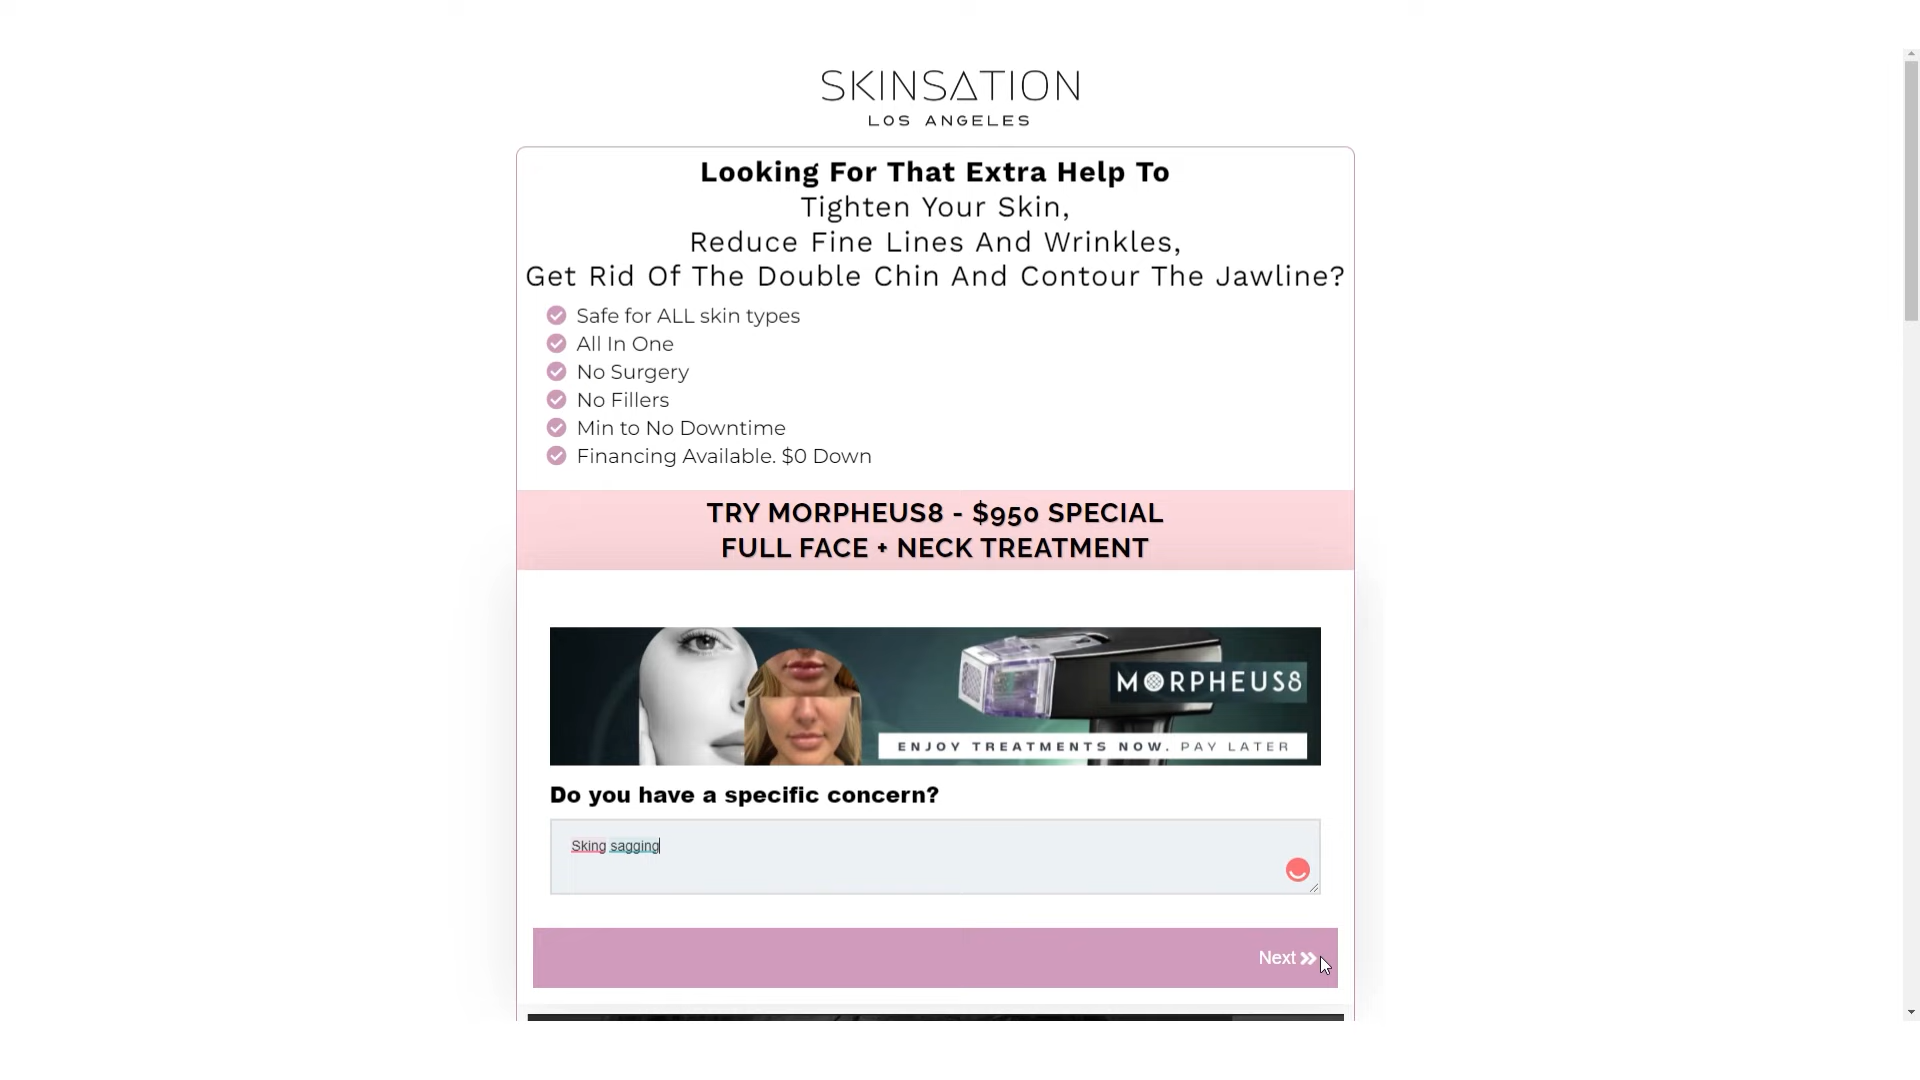 SKINSATION
LOS ANGELES
Looking For That Extra Help To
Tighten Your Skin,
Reduce Fine Lines And Wrinkles,
Get Rid Of The Double Chin And Contour The Jawline?
Safe for ALL skin types
All In One
No Surgery
No Fillers
Min to No Downtime
Financing Available. $0 Down
TRY MORPHEUS8 - $950 SPECIAL
FULL FACE + NECK TREATMENT
MORPHEUS8
ENJOY TREATMENTS NOW. PAY LATER
Do you have a specific concern?
Sking sagging
Next